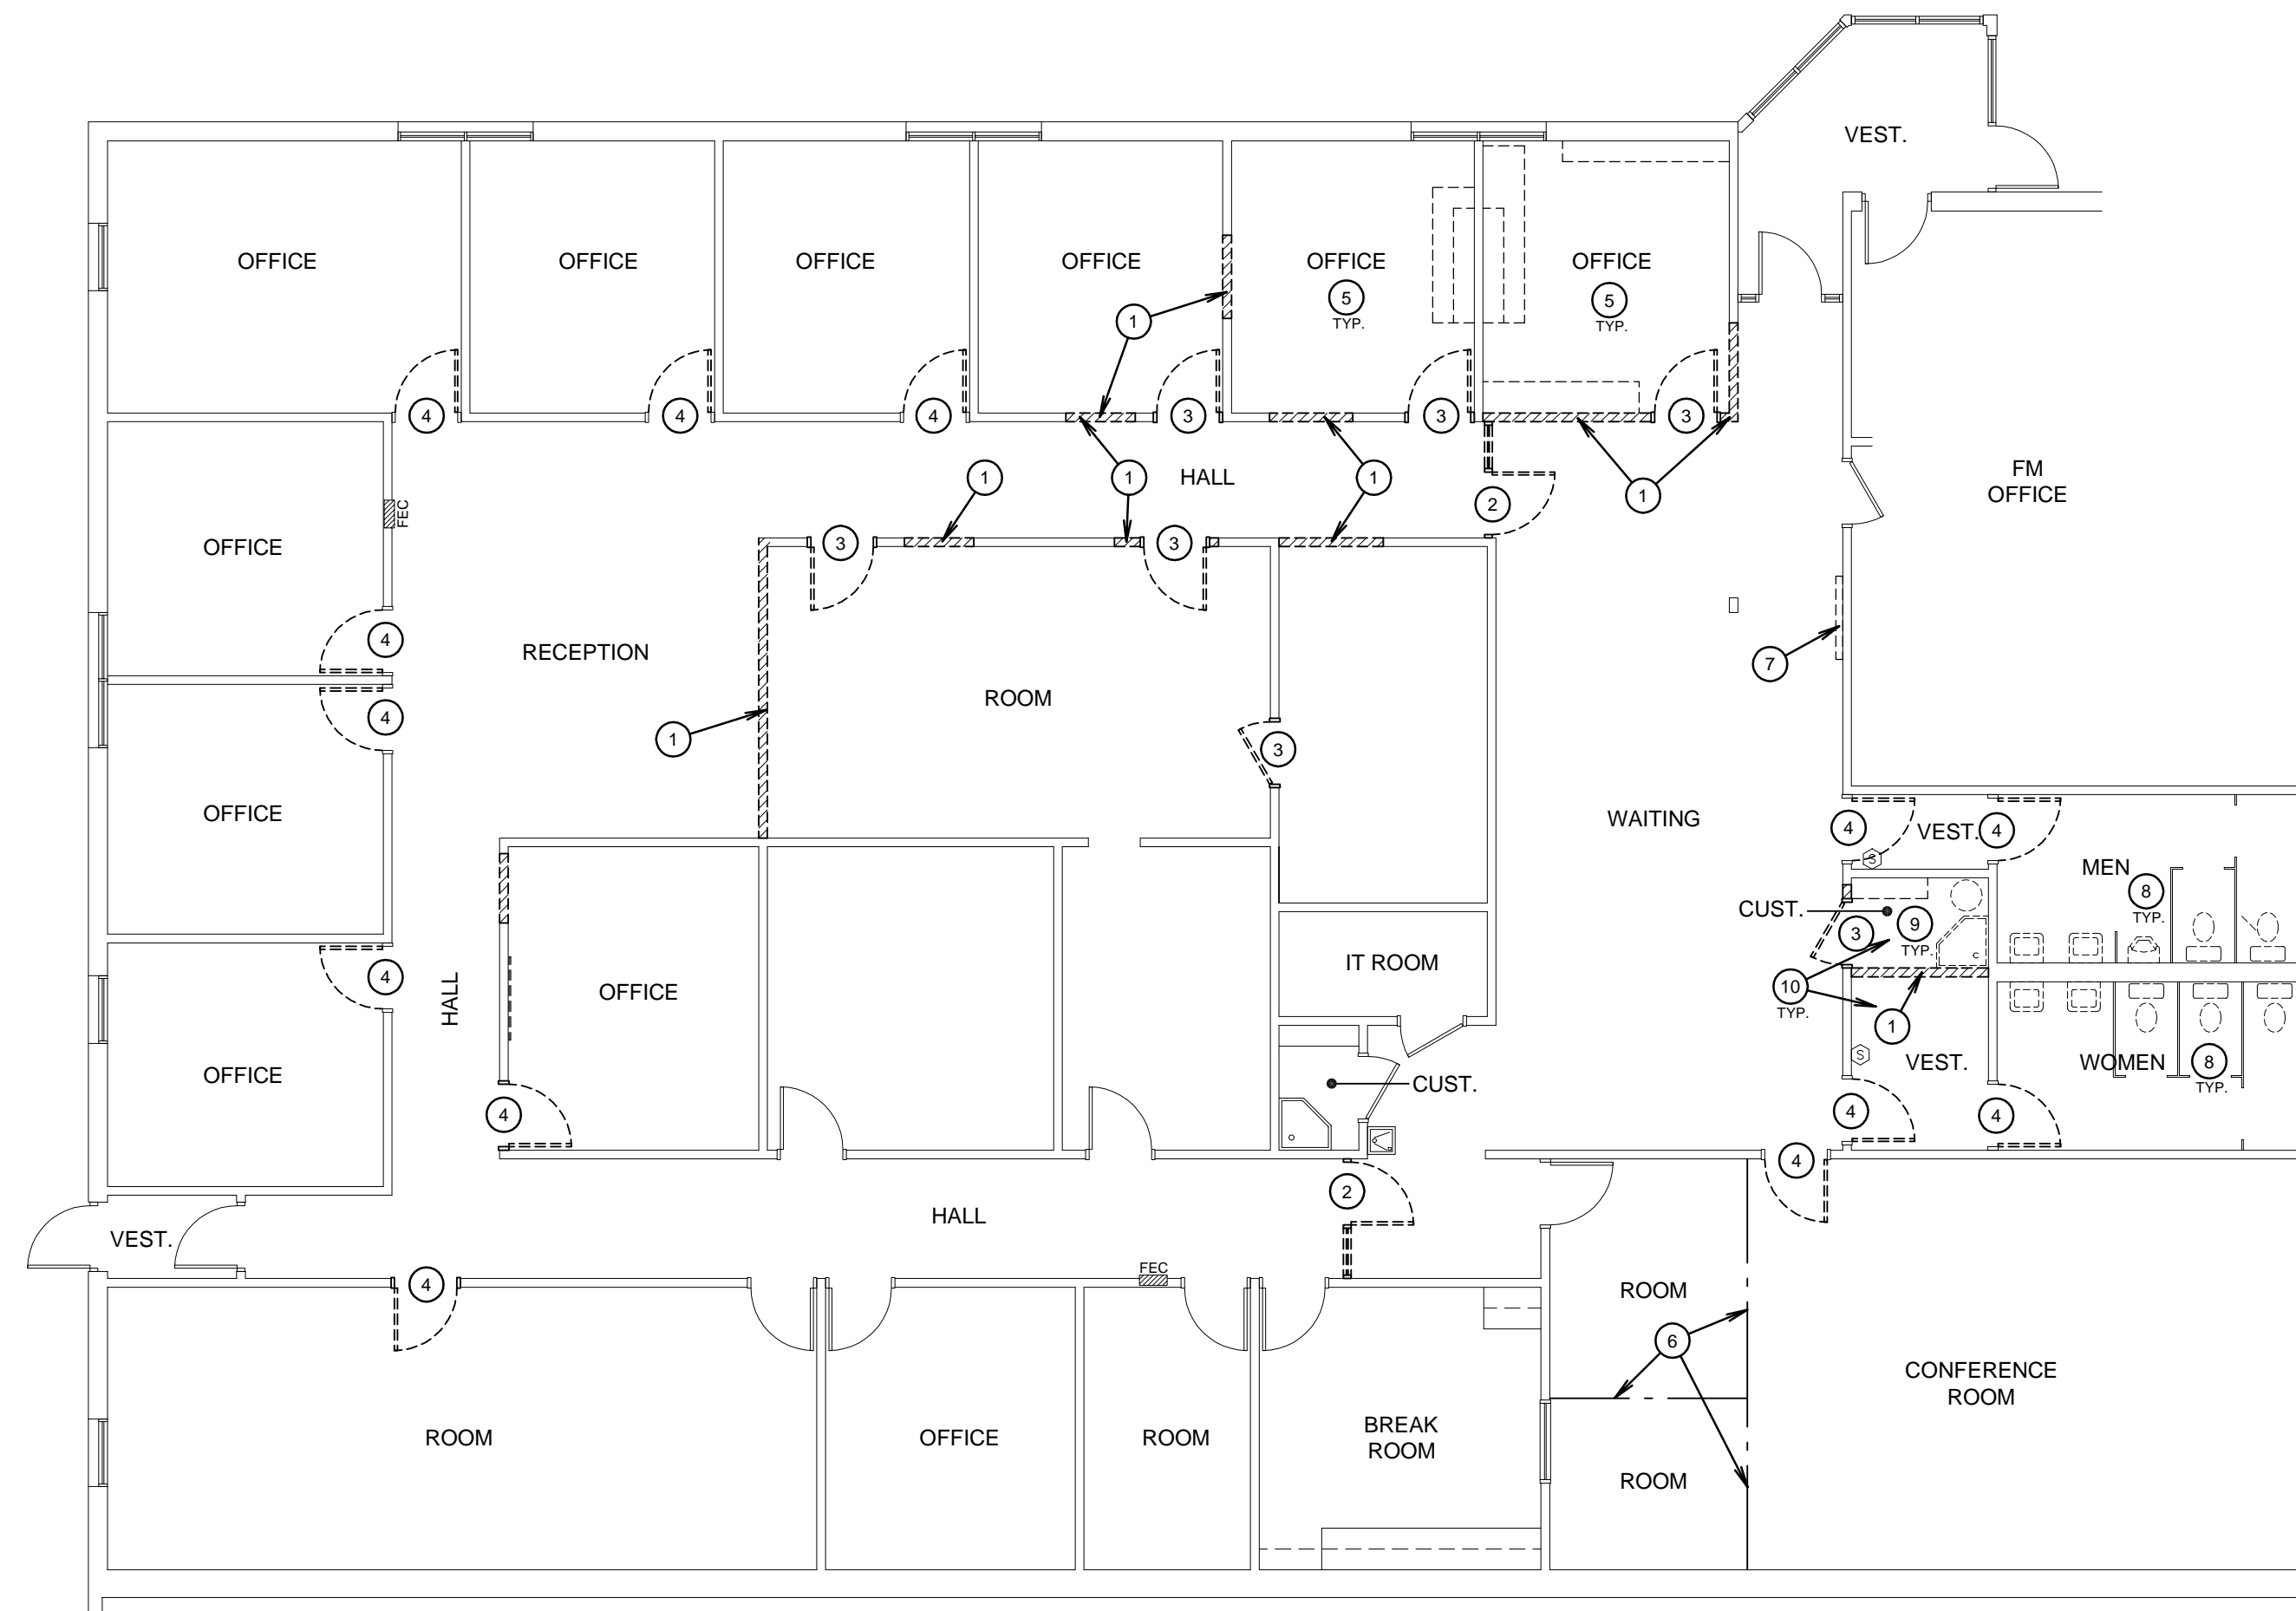 VEST.
OFFICE
OFFICE
OFFICE
OFFICE
OFFICE
OFFICE
5
TYP.
5
TYP.
1
4
4
4
3
3
3
FM
OFFICE
1
1
HALL
1
1
2
FEC
OFFICE
3
3
4
RECEPTION
7
ROOM
4
1
3
OFFICE
WAITING
4
VEST.
4
S
MEN
8
TYP.
CUST.
9
TYP.
3
IT ROOM
4
OFFICE
HALL
10
TYP.
1
S
VEST.
WOMEN
8
TYP.
OFFICE
CUST.
4
4
4
4
2
HALL
VEST.
FEC
4
ROOM
6
CONFERENCE
ROOM
ROOM
OFFICE
ROOM
BREAK
ROOM
ROOM